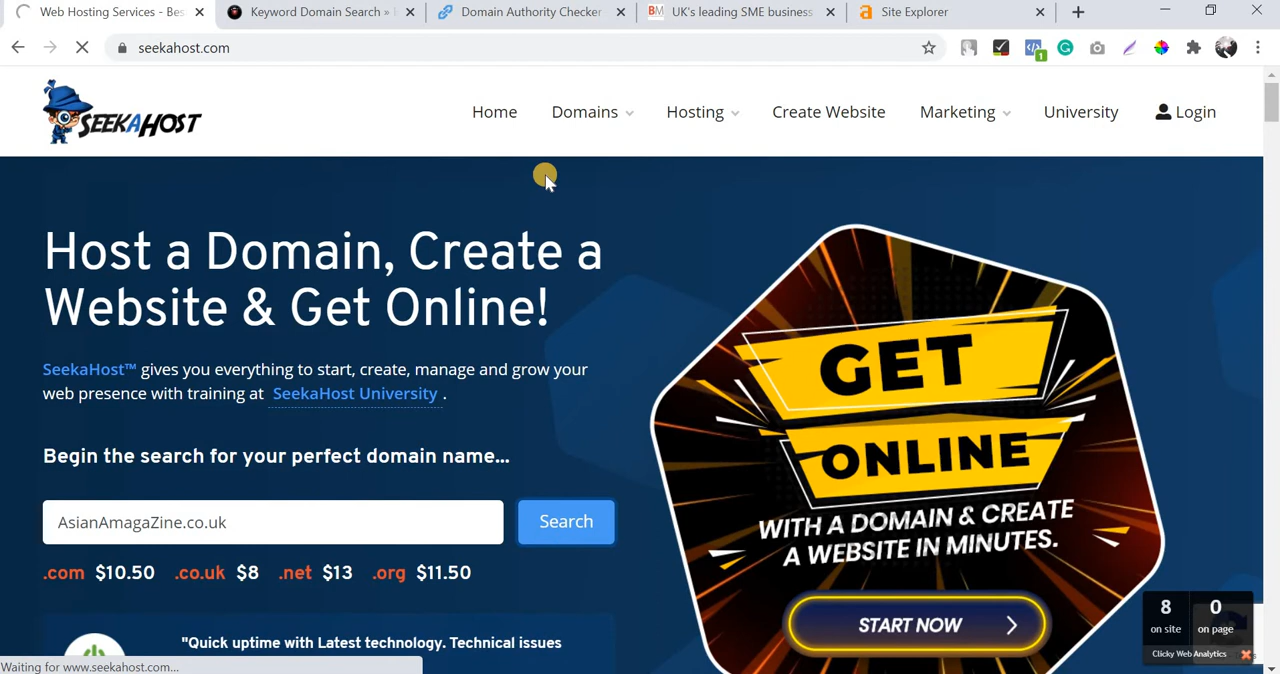 Web Hosting Services - Bes
Keyword Domain Search »
Domain Authority Checker
BM UK's leading SME business
a Site Explorer
seekahost.com
1
SEEKAHOST
Home Domains Hosting Create Website Marketing University Login
Host a Domain, Create a
Website & Get Online!
SeekaHost™ gives you everything to start, create, manage and grow your
web presence with training at SeekaHost University .
Begin the search for your perfect domain name...
AsianAmagaZine.co.uk Search
.com $10.50 .co.uk $8 .net $13 .org $11.50
"Quick uptime with Latest technology. Technical issues
GET
ONLINE
WITH A DOMAIN & CREATE
A WEBSITE IN MINUTES.
START NOW
8 0
on site on page
Clicky Web Analytics
Waiting for www.seekahost.com...